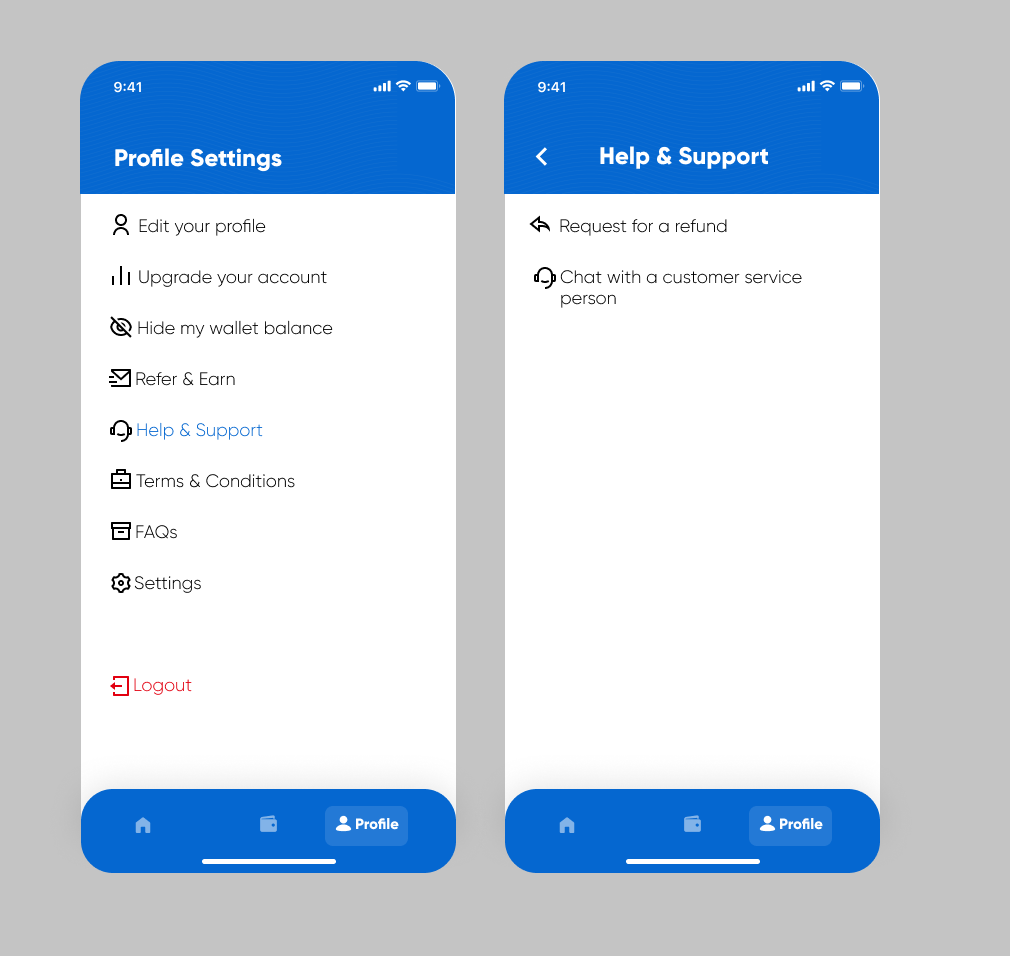 9:41
Profile Settings
Edit your profile
Upgrade your account
Hide my wallet balance
Refer & Earn
Help & Support
Terms & Conditions
FAQs
Settings
Logout
Profile
9:41
Help & Support
Request for a refund
Chat with a customer service
person
Profile